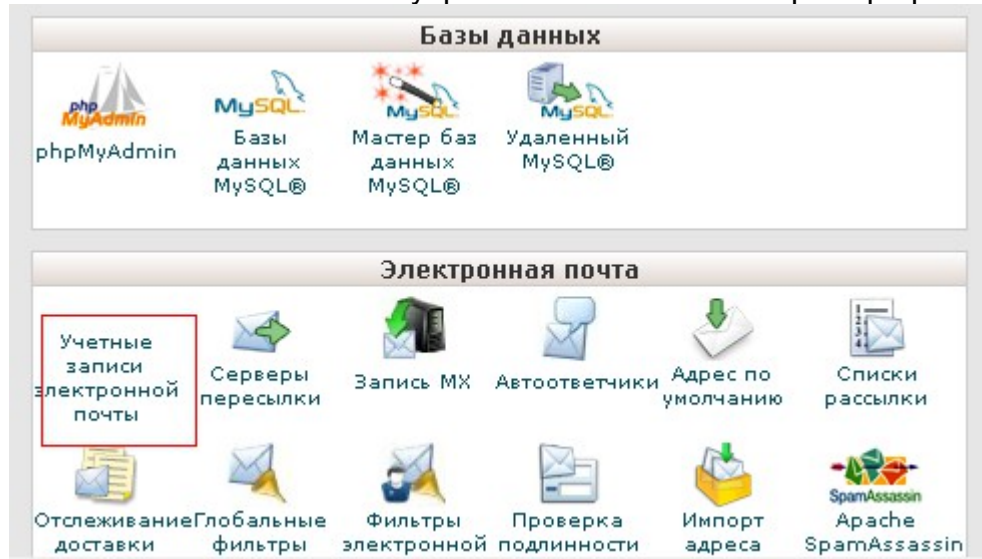 Базы данных
php
MyAdmin
phpMyAdmin
MySQL
Базы
данных
MySQL®
MySQL
Мастер баз
данных
MySQL®
MySQL
Удаленный
MySQL®
Электронная почта
Учетные
записи
электронной
почты
Серверы
пересылки
Запись MX
Автоответчики
Адрес по
умолчанию
Списки
рассылки
Отслеживание
доставки
Глобальные
фильтры
Фильтры
электронной
Проверка
подлинности
Импорт
адреса
SpamAssassin
Apache
SpamAssassin